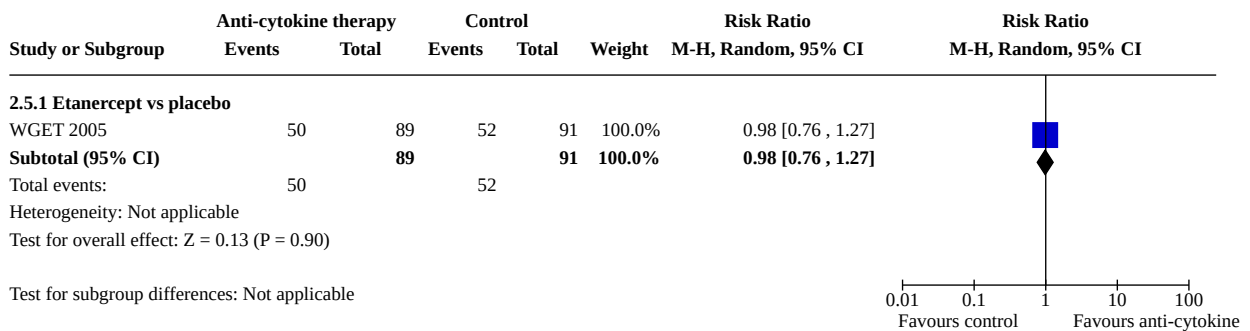 Anti-cytokine therapy Control Risk Ratio Risk Ratio
Study or Subgroup Events Total Events Total Weight M-H, Random, 95% CI M-H, Random, 95% CI
2.5.1 Etanercept vs placebo
WGET 2005 50 89 52 91 100.0% 0.98 [0.76 , 1.27]
Subtotal (95% CI) 89 91 100.0% 0.98 [0.76 , 1.27]
Total events: 50 52
Heterogeneity: Not applicable
Test for overall effect: Z = 0.13 (P = 0.90)
Test for subgroup differences: Not applicable
0.01 0.1 1 10 100
Favours control Favours anti-cytokine